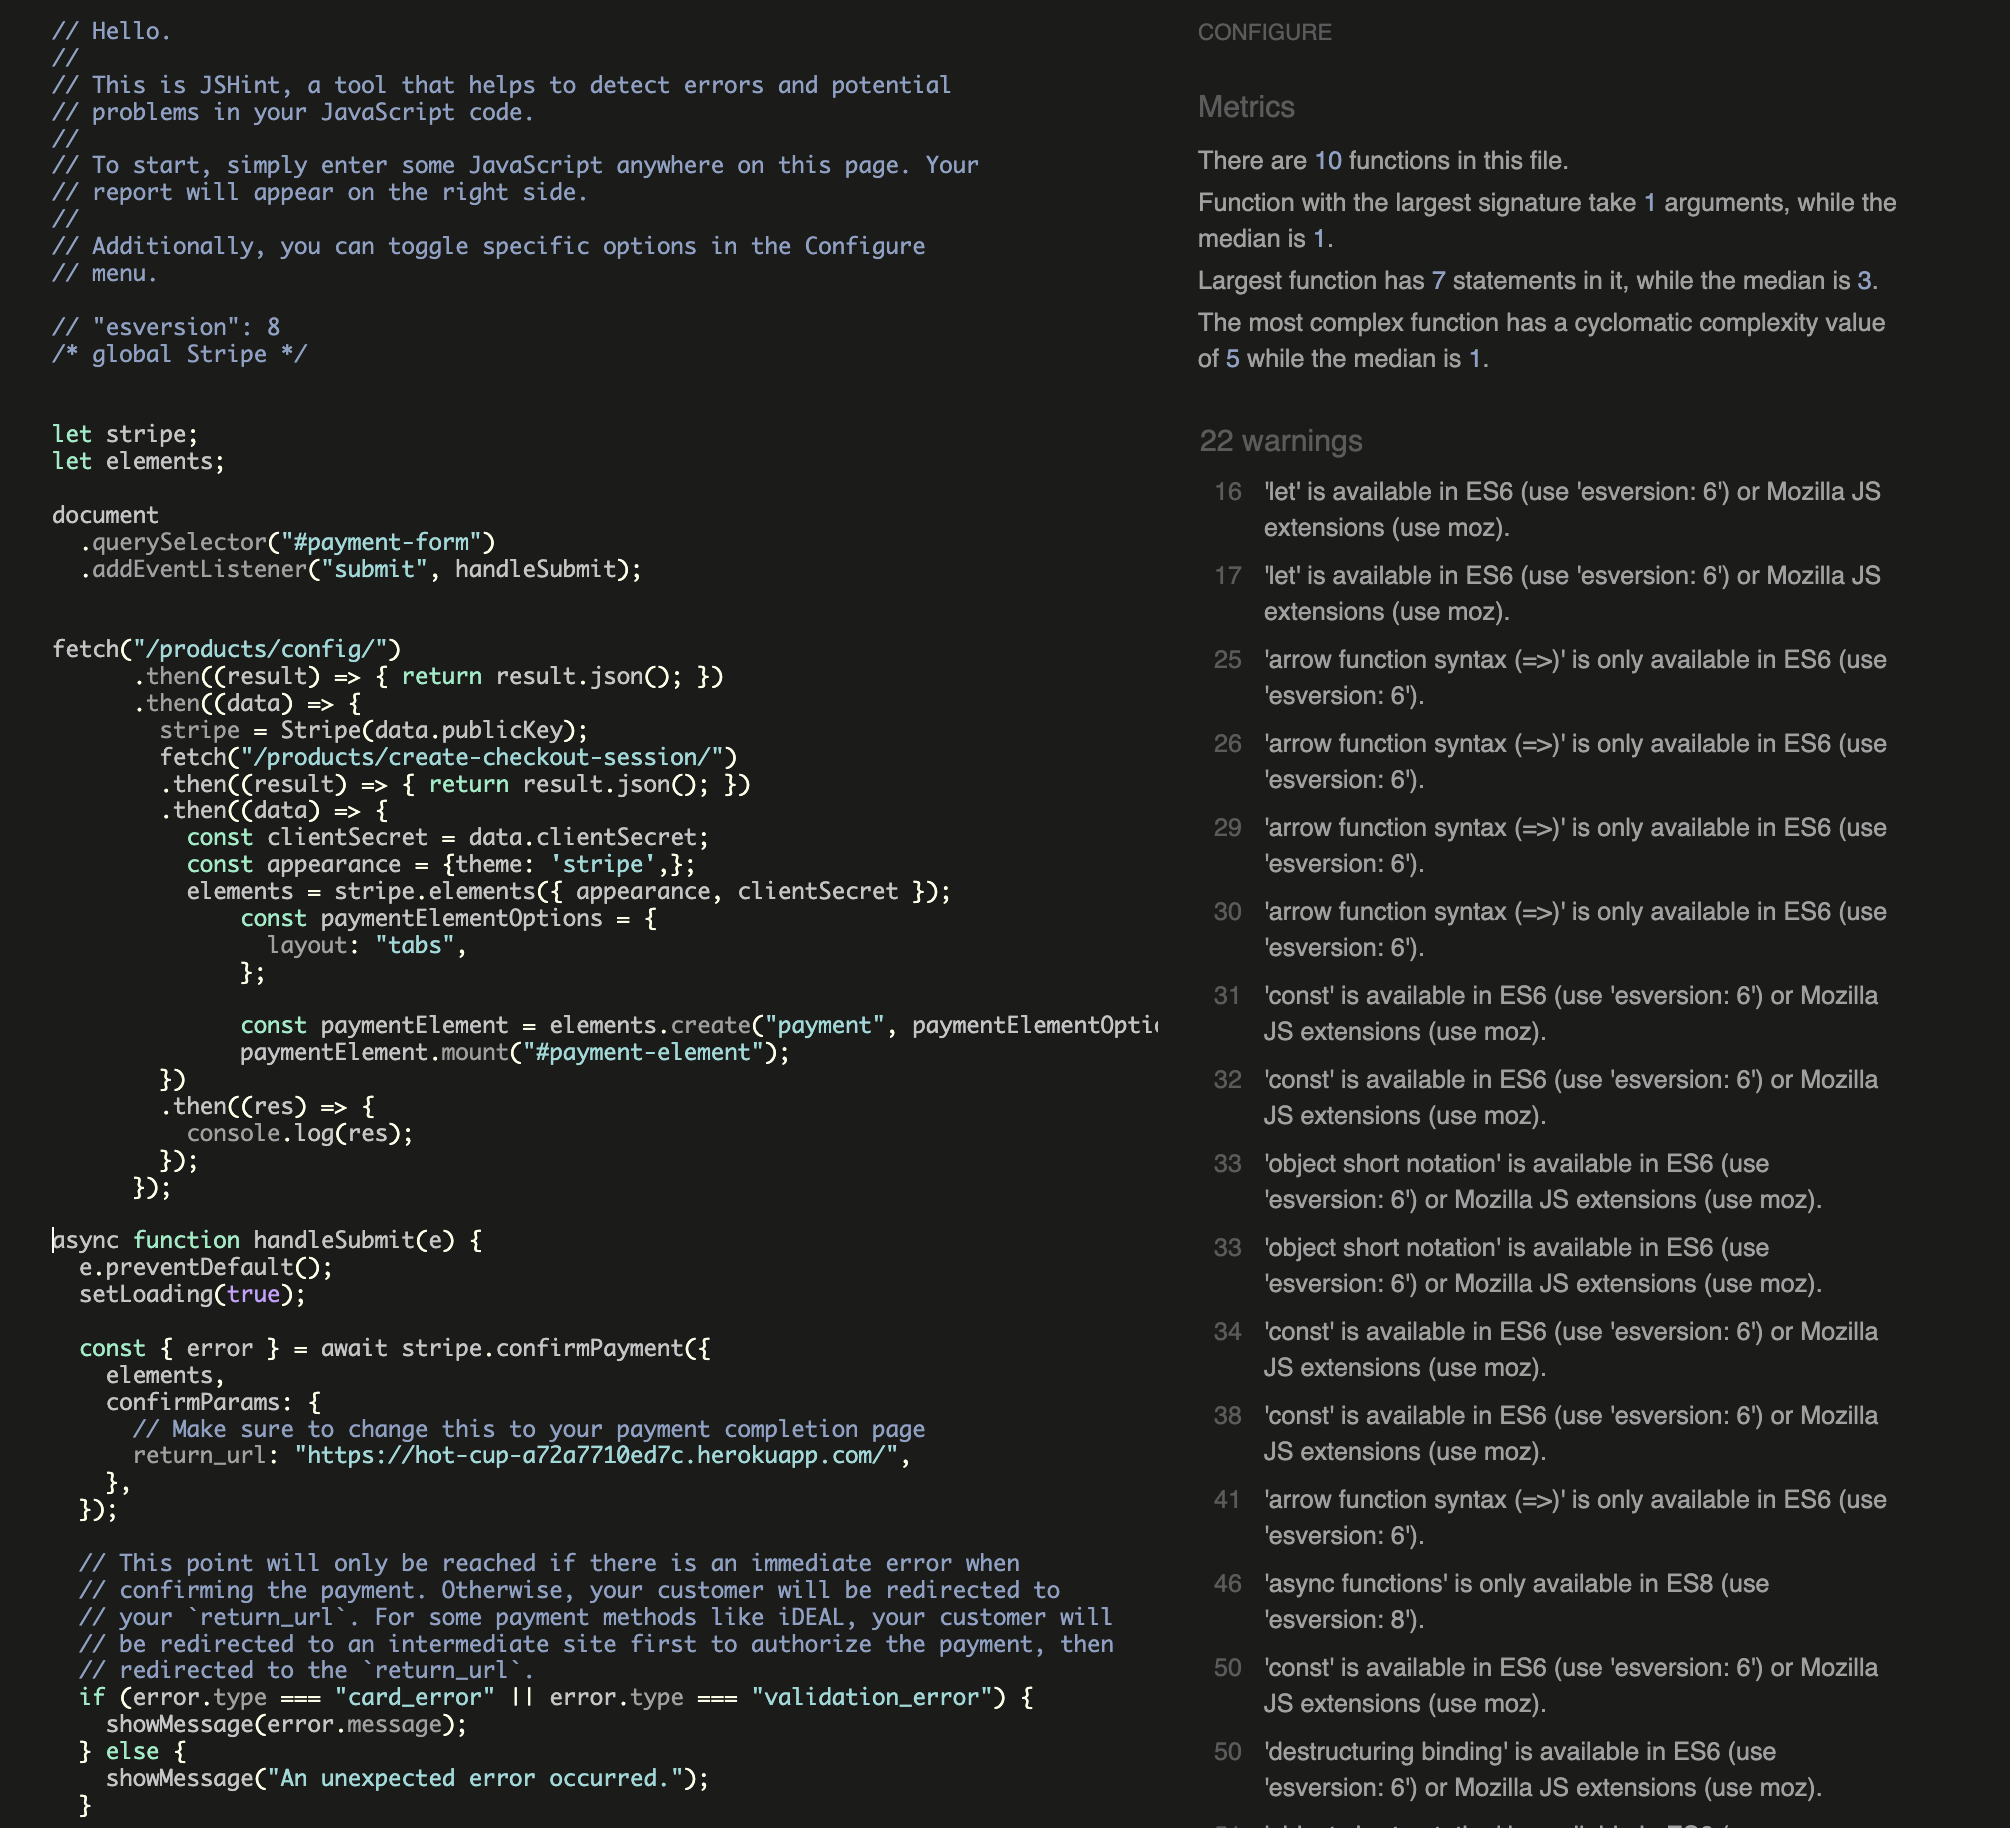 // Hello.
//
// This is JSHint, a tool that helps to detect errors and potential
// problems in your JavaScript code.
//
// To start, simply enter some JavaScript anywhere on this page. Your
// report will appear on the right side.
//
// Additionally, you can toggle specific options in the Configure
// menu.
// "esversion": 8
/* global Stripe */
let stripe;
let elements;
document
  .querySelector("#payment-form")
  .addEventListener("submit", handleSubmit);
fetch("/products/config/")
      .then((result) => { return result.json(); })
      .then((data) => {
        stripe = Stripe(data.publicKey);
        fetch("/products/create-checkout-session/")
        .then((result) => { return result.json(); })
        .then((data) => {
          const clientSecret = data.clientSecret;
          const appearance = {theme: 'stripe',};
          elements = stripe.elements({ appearance, clientSecret });
              const paymentElementOptions = {
                layout: "tabs",
              };
              const paymentElement = elements.create("payment", paymentElementOptio
              paymentElement.mount("#payment-element");
        })
        .then((res) => {
          console.log(res);
        });
      });
async function handleSubmit(e) {
  e.preventDefault();
  setLoading(true);
  const { error } = await stripe.confirmPayment({
    elements,
    confirmParams: {
      // Make sure to change this to your payment completion page
      return_url: "https://hot-cup-a72a7710ed7c.herokuapp.com/",
    },
  });
  // This point will only be reached if there is an immediate error when
  // confirming the payment. Otherwise, your customer will be redirected to
  // your `return_url`. For some payment methods like iDEAL, your customer will
  // be redirected to an intermediate site first to authorize the payment, then
  // redirected to the `return_url`.
  if (error.type === "card_error" || error.type === "validation_error") {
    showMessage(error.message);
  } else {
    showMessage("An unexpected error occurred.");
  }
CONFIGURE
Metrics
There are 10 functions in this file.
Function with the largest signature take 1 arguments, while the
median is 1.
Largest function has 7 statements in it, while the median is 3.
The most complex function has a cyclomatic complexity value
of 5 while the median is 1.
22 warnings
16 'let' is available in ES6 (use 'esversion: 6') or Mozilla JS
extensions (use moz).
17 'let' is available in ES6 (use 'esversion: 6') or Mozilla JS
extensions (use moz).
25 'arrow function syntax (=>)' is only available in ES6 (use
'esversion: 6').
26 'arrow function syntax (=>)' is only available in ES6 (use
'esversion: 6').
29 'arrow function syntax (=>)' is only available in ES6 (use
'esversion: 6').
30 'arrow function syntax (=>)' is only available in ES6 (use
'esversion: 6').
31 'const' is available in ES6 (use 'esversion: 6') or Mozilla
JS extensions (use moz).
32 'const' is available in ES6 (use 'esversion: 6') or Mozilla
JS extensions (use moz).
33 'object short notation' is available in ES6 (use
'esversion: 6') or Mozilla JS extensions (use moz).
33 'object short notation' is available in ES6 (use
'esversion: 6') or Mozilla JS extensions (use moz).
34 'const' is available in ES6 (use 'esversion: 6') or Mozilla
JS extensions (use moz).
38 'const' is available in ES6 (use 'esversion: 6') or Mozilla
JS extensions (use moz).
41 'arrow function syntax (=>)' is only available in ES6 (use
'esversion: 6').
46 'async functions' is only available in ES8 (use
'esversion: 8').
50 'const' is available in ES6 (use 'esversion: 6') or Mozilla
JS extensions (use moz).
50 'destructuring binding' is available in ES6 (use
'esversion: 6') or Mozilla JS extensions (use moz).